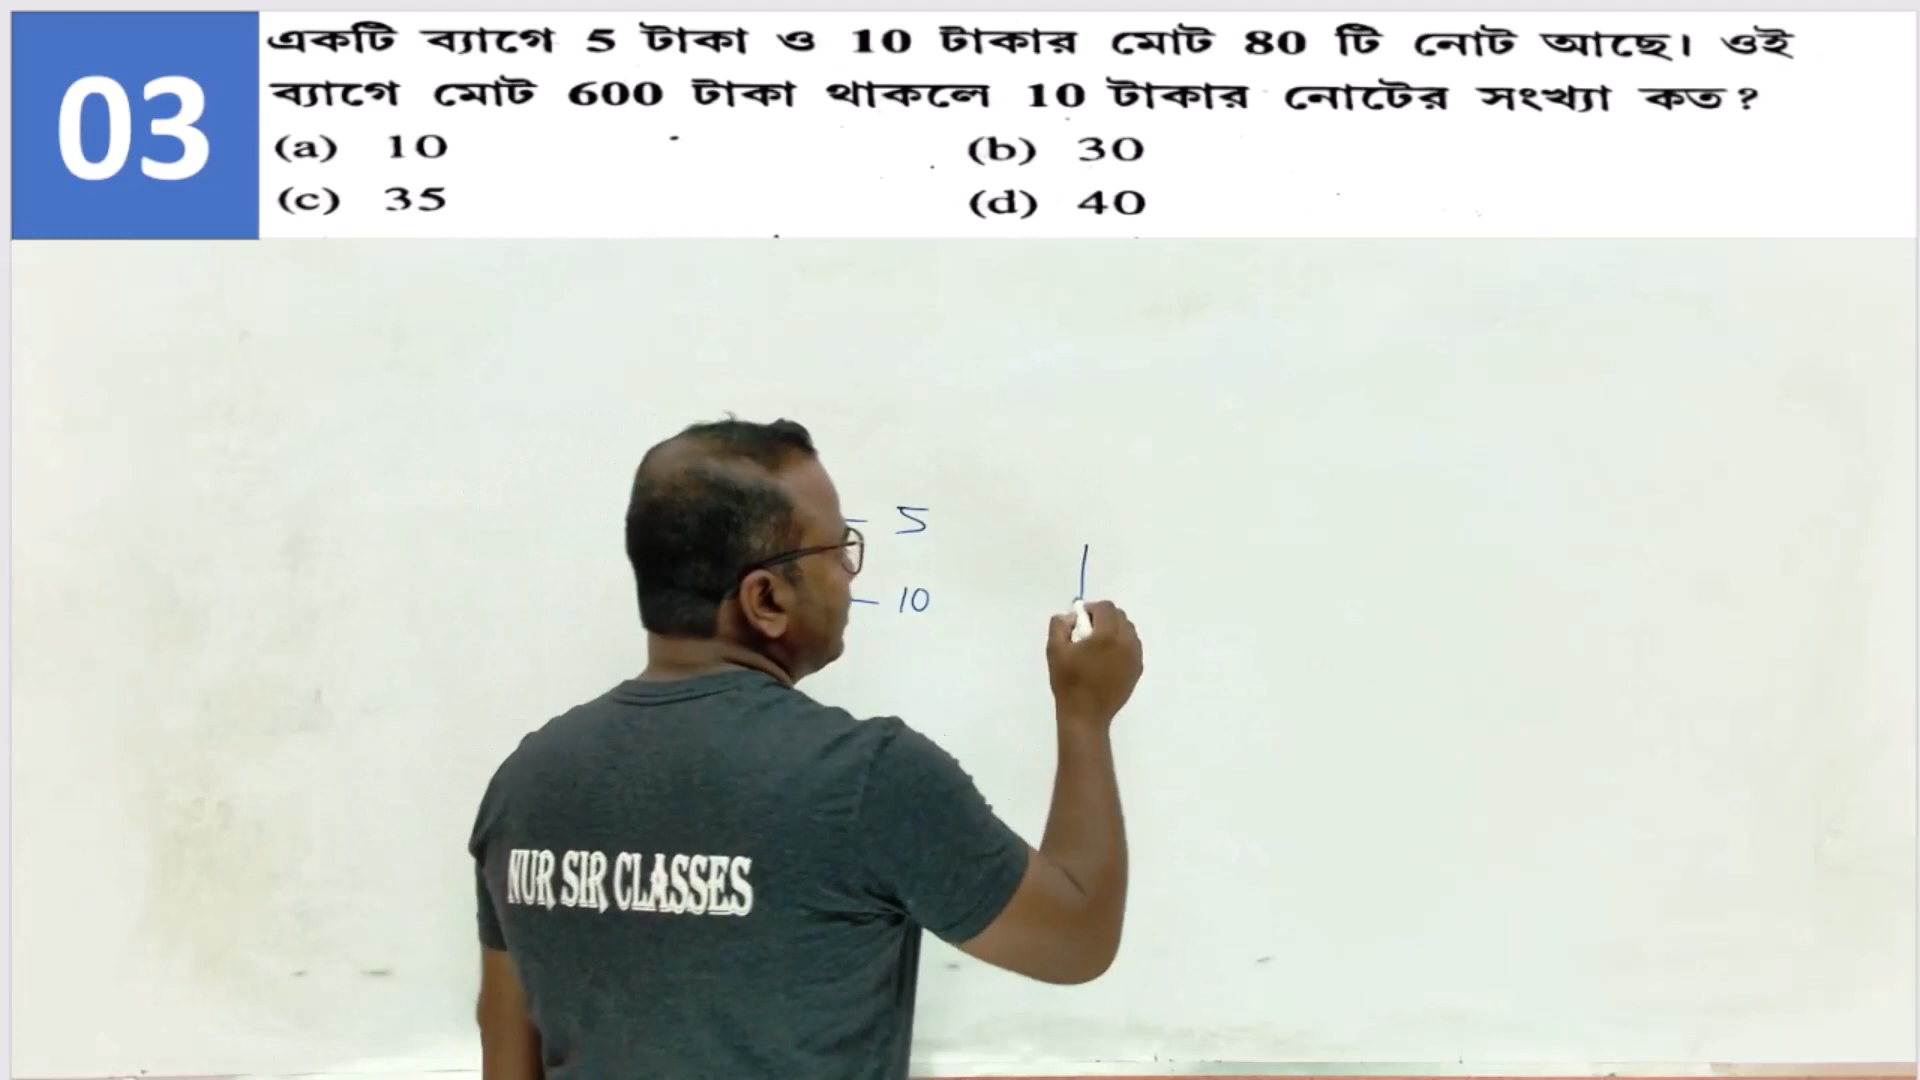 03
একটি ব্যাগে 5 টাকা ও 10 টাকার মোট 80 টি নোট আছে। ওই
ব্যাগে মোট 600 টাকা থাকলে 10 টাকার নোটের সংখ্যা কত?
(a) 10 (b) 30
(c) 35 (d) 40
5
10
NUR SIR CLASSES